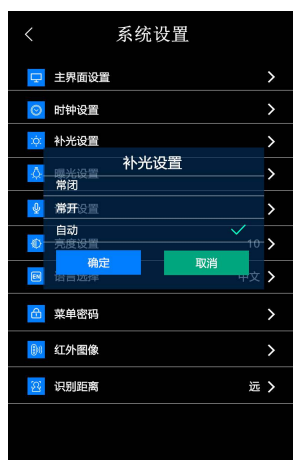 系统设置
主界面设置
时钟设置
补光设置
补光设置
曝光设置
常闭
常开设置
自动
亮度设置 10
确定 取消
EN 语言选择 中文
菜单密码
红外图像
识别距离 远